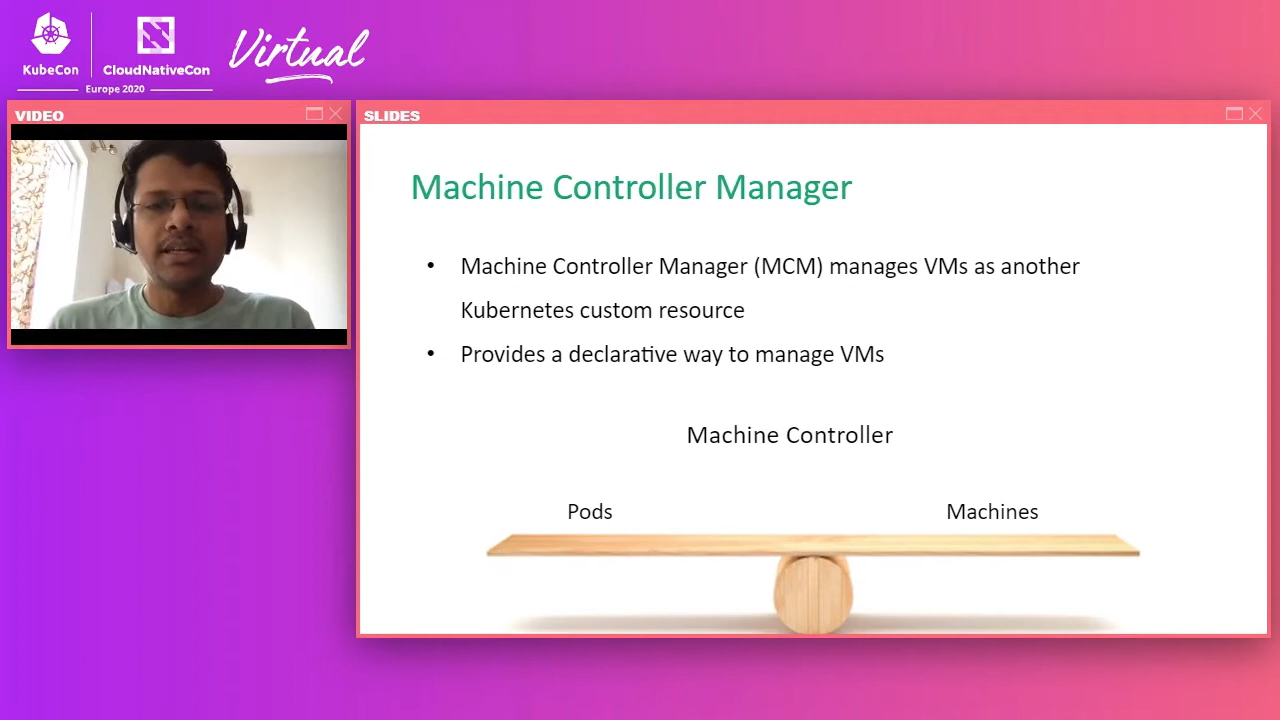 KubeCon
CloudNativeCon
Europe 2020
Virtual
VIDEO
SLIDES
Machine Controller Manager
• Machine Controller Manager (MCM) manages VMs as another
Kubernetes custom resource
• Provides a declarative way to manage VMs
Machine Controller
Pods
Machines